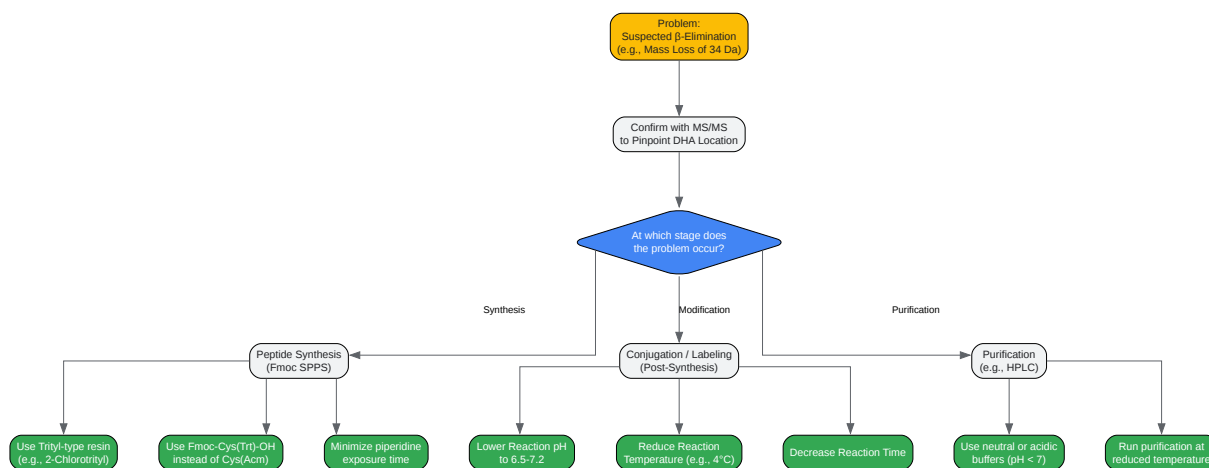 Problem:
Suspected β-Elimination
(e.g., Mass Loss of 34 Da)
Confirm with MS/MS
to Pinpoint DHA Location
At which stage does
the problem occur?
Synthesis
Modification
Purification
Peptide Synthesis
(Fmoc SPPS)
Conjugation / Labeling
(Post-Synthesis)
Purification
(e.g., HPLC)
Use Trityl-type resin
(e.g., 2-Chlorotrityl)
Use Fmoc-Cys(Trt)-OH
instead of Cys(Acm)
Minimize piperidine
exposure time
Lower Reaction pH
to 6.5-7.2
Reduce Reaction
Temperature (e.g., 4°C)
Decrease Reaction Time
Use neutral or acidic
buffers (pH < 7)
Run purification at
reduced temperature